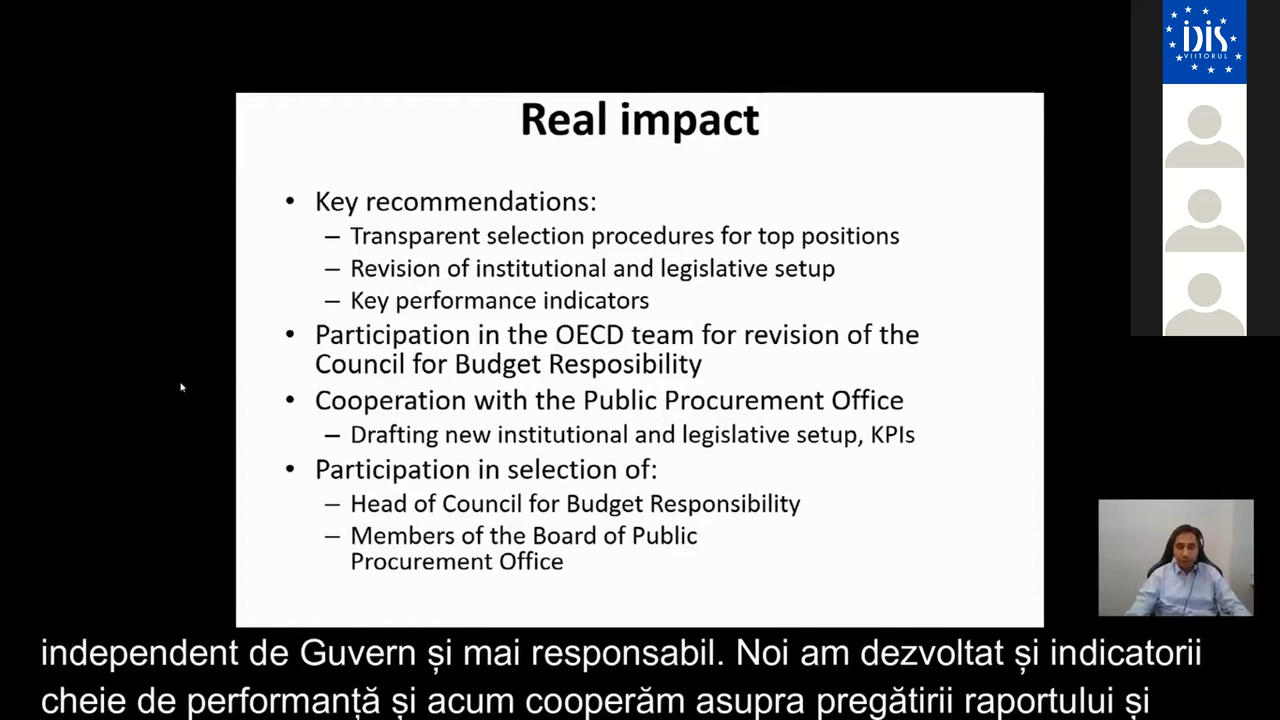 iDiS
VIITORUL
Real impact
• Key recommendations:
– Transparent selection procedures for top positions
– Revision of institutional and legislative setup
– Key performance indicators
• Participation in the OECD team for revision of the
Council for Budget Resposibility
• Cooperation with the Public Procurement Office
– Drafting new institutional and legislative setup, KPIs
• Participation in selection of:
– Head of Council for Budget Responsibility
– Members of the Board of Public
Procurement Office
independent de Guvern și mai responsabil. Noi am dezvoltat și indicatorii
cheie de performanță și acum cooperăm asupra pregătirii raportului și